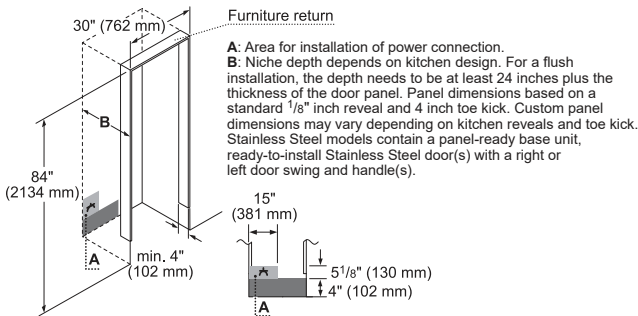 Furniture return
30" (762 mm)
A: Area for installation of power connection.
B: Niche depth depends on kitchen design. For a flush
installation, the depth needs to be at least 24 inches plus the
thickness of the door panel. Panel dimensions based on a
standard 1/8" inch reveal and 4 inch toe kick. Custom panel
dimensions may vary depending on kitchen reveals and toe kick.
Stainless Steel models contain a panel-ready base unit,
ready-to-install Stainless Steel door(s) with a right or
left door swing and handle(s).
B
84"
(2134 mm)
A
min. 4"
(102 mm)
15"
(381 mm)
5 1/8" (130 mm)
4" (102 mm)
A